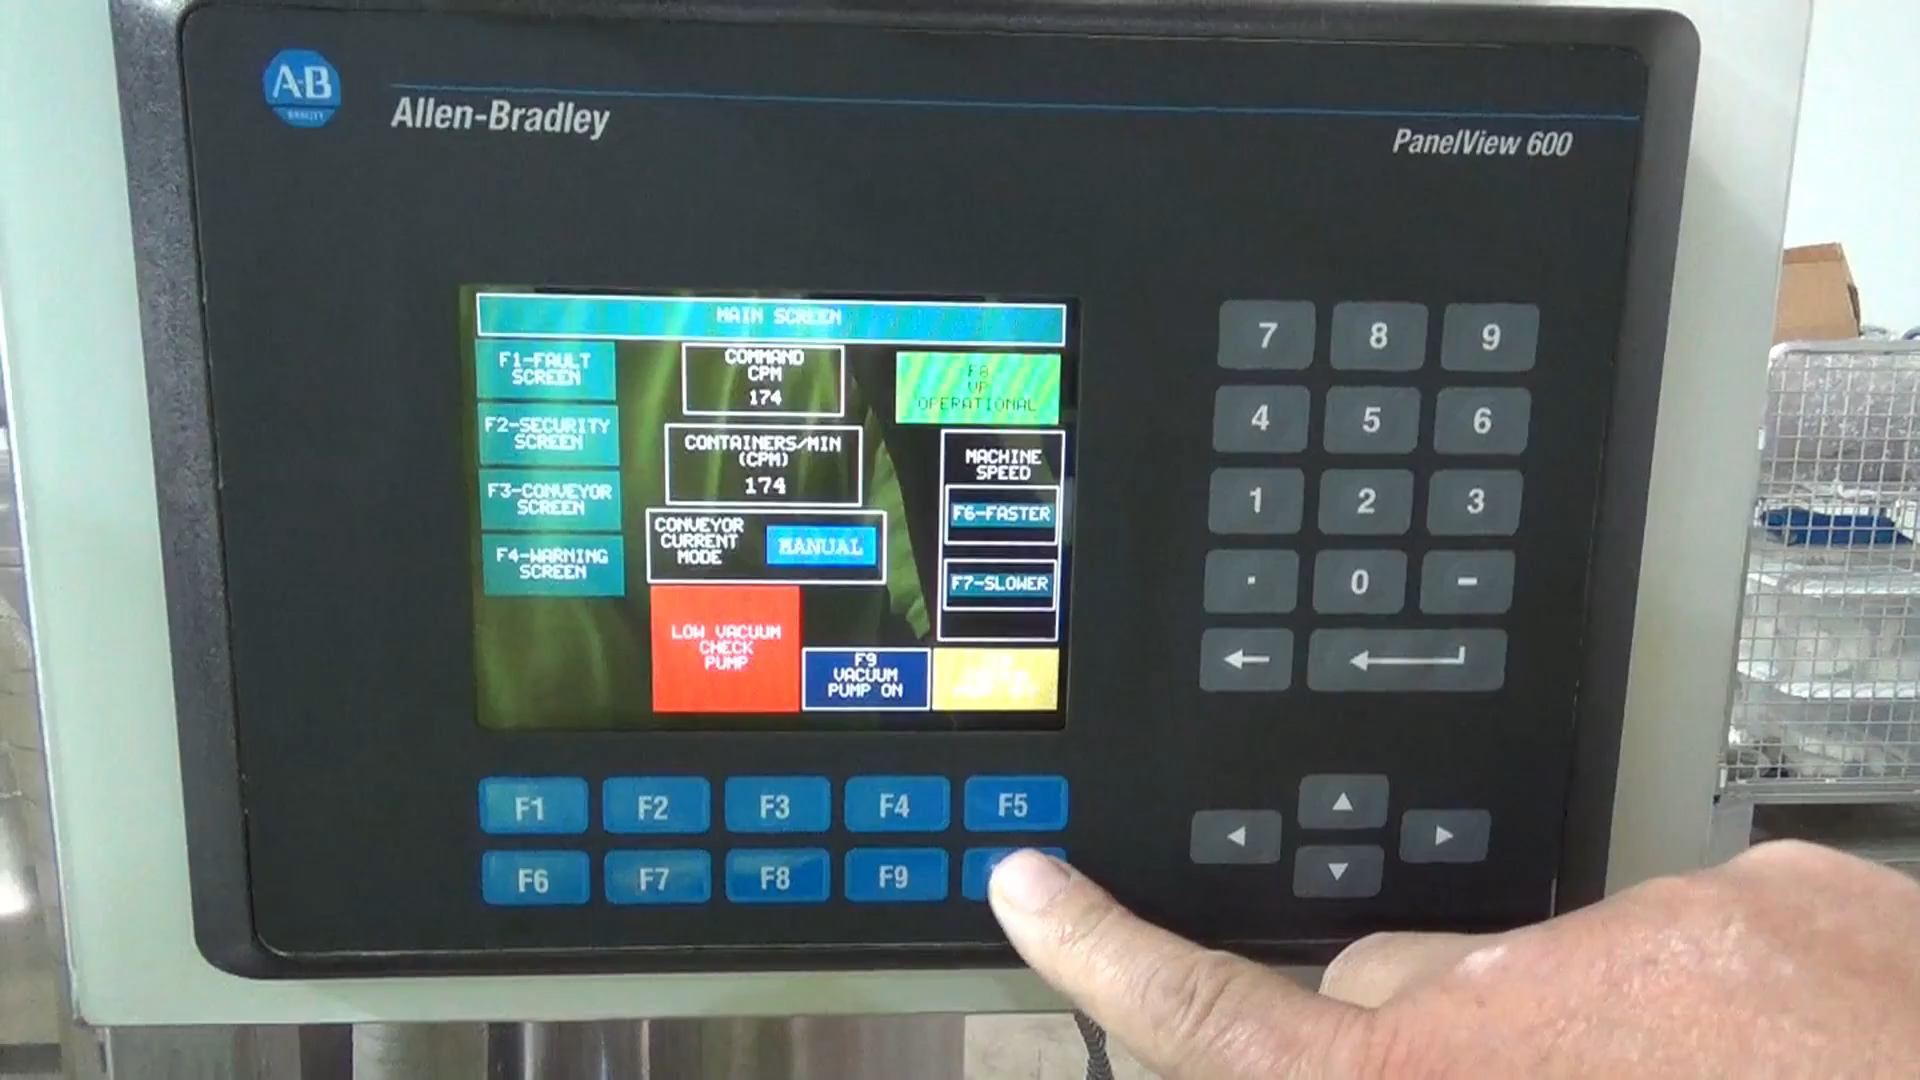 A-B
Allen-Bradley
PanelView 600
MAIN SCREEN
F1-FAULT
SCREEN
F2-SECURITY
SCREEN
F3-CONVEYOR
SCREEN
F4-WARNING
SCREEN
COMMAND
CPM
174
CONTAINERS/MIN
(CPM)
174
CONVEYOR
CURRENT
MODE
MANUAL
LOW VACUUM
CHECK
PUMP
F9
VACUUM
PUMP ON
F8
VP
OPERATIONAL
MACHINE
SPEED
F6-FASTER
F7-SLOWER
7 8 9
4 5 6
1 2 3
. 0 -
F1 F2 F3 F4 F5
F6 F7 F8 F9